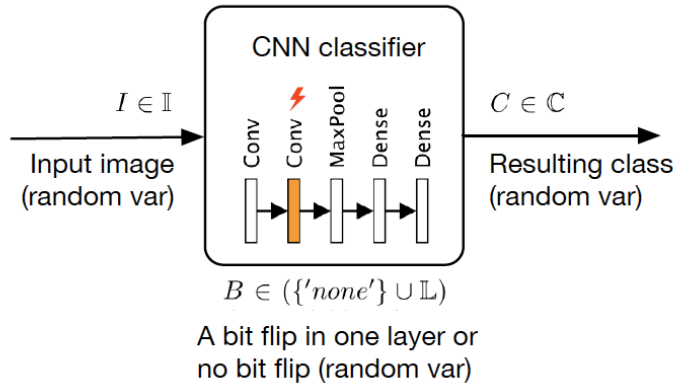 CNN classifier
I ∈ 𝕀
C ∈ ℂ
Input image
(random var)
Conv
Conv
MaxPool
Dense
Dense
Resulting class
(random var)
B ∈ ({'none'} ∪ 𝕃)
A bit flip in one layer or
no bit flip (random var)